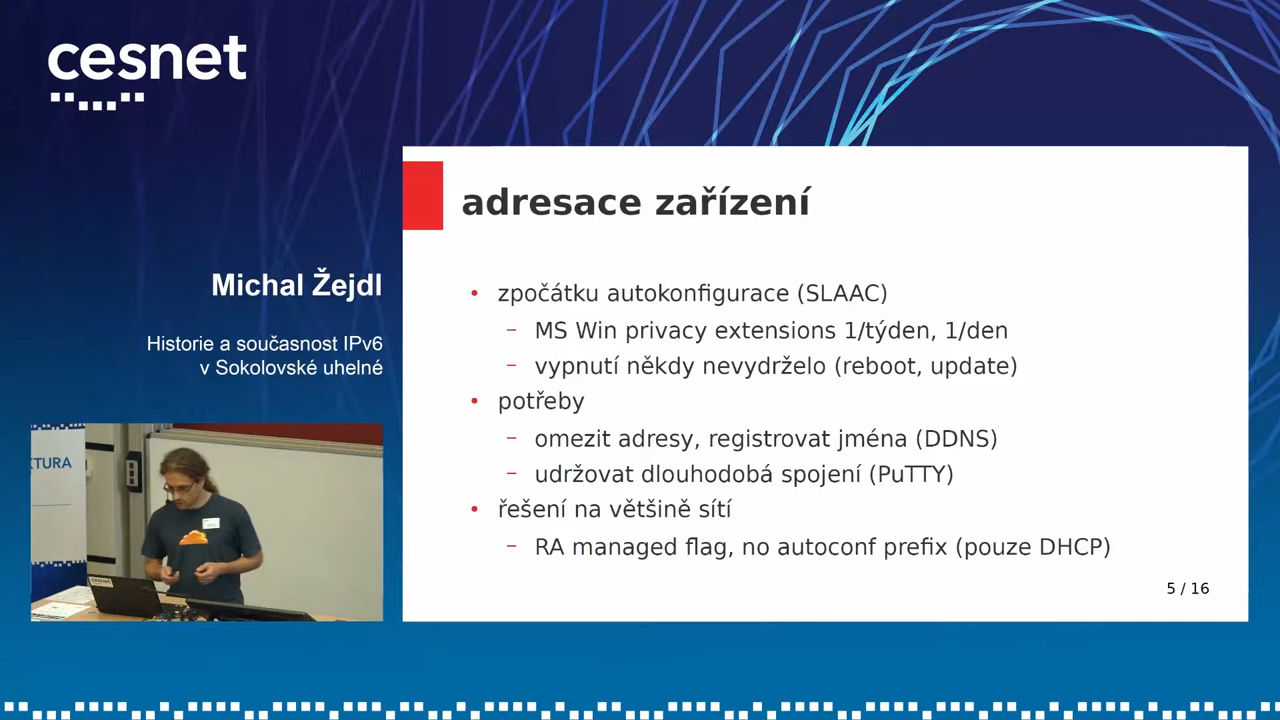 cesnet
adresace zařízení
Michal Žejdl
Historie a současnost IPv6
v Sokolovské uhelné
• zpočátku autokonfigurace (SLAAC)
– MS Win privacy extensions 1/týden, 1/den
– vypnutí někdy nevydrželo (reboot, update)
• potřeby
– omezit adresy, registrovat jména (DDNS)
– udržovat dlouhodobá spojení (PuTTY)
• řešení na většině sítí
– RA managed flag, no autoconf prefix (pouze DHCP)
5 / 16
KTURA
cesnet